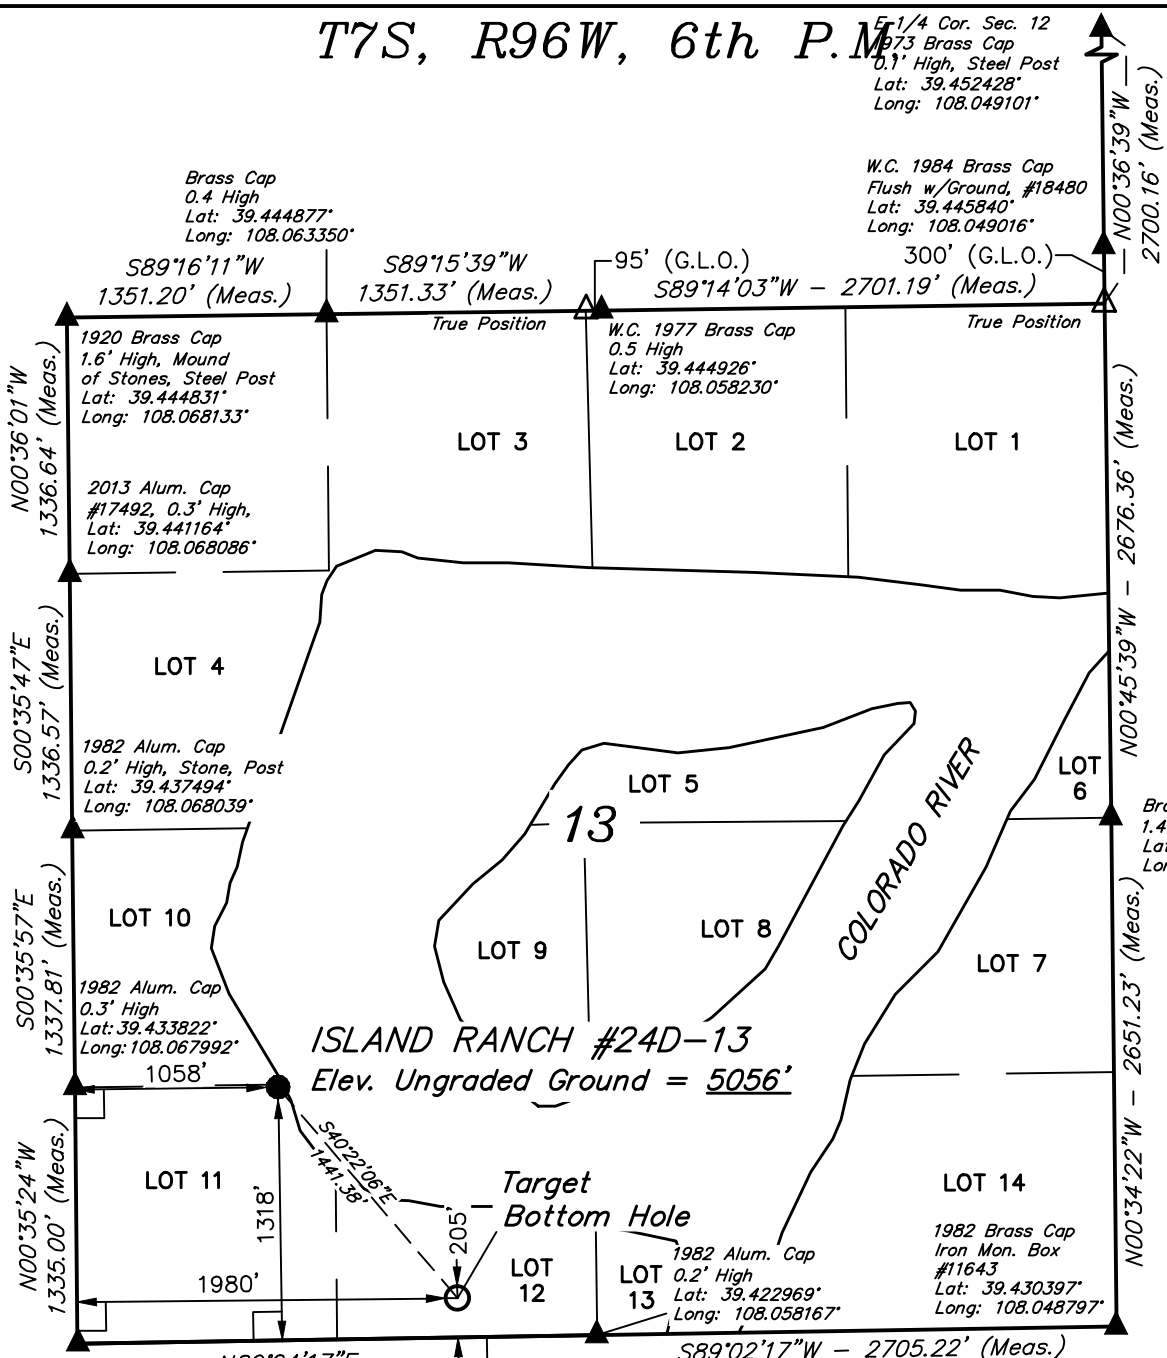 T7S, R96W, 6th P.M.
E 1/4 Cor. Sec. 12
1973 Brass Cap
0.1' High, Steel Post
Lat: 39.452428°
Long: 108.049101°
N00°36'39"W
2700.16' (Meas.)
W.C. 1984 Brass Cap
Flush w/Ground, #18480
Lat: 39.445840°
Long: 108.049016°
Brass Cap
0.4 High
Lat: 39.444877°
Long: 108.063350°
S89°16'11"W
1351.20' (Meas.)
S89°15'39"W
1351.33' (Meas.)
95' (G.L.O.)
300' (G.L.O.)
S89°14'03"W – 2701.19' (Meas.)
True Position
True Position
1920 Brass Cap
1.6' High, Mound
of Stones, Steel Post
Lat: 39.444831°
Long: 108.068133°
W.C. 1977 Brass Cap
0.5 High
Lat: 39.444926°
Long: 108.058230°
N00°36'01"W
1336.64' (Meas.)
LOT 3
LOT 2
LOT 1
N00°45'39"W – 2676.36' (Meas.)
2013 Alum. Cap
#17492, 0.3' High,
Lat: 39.441164°
Long: 108.068086°
S00°35'47"E
1336.57' (Meas.)
LOT 4
1982 Alum. Cap
0.2' High, Stone, Post
Lat: 39.437494°
Long: 108.068039°
LOT 5
LOT
6
13
COLORADO RIVER
Lat
S00°35'57"E
1337.81' (Meas.)
LOT 10
LOT 9
LOT 8
LOT 7
N00°34'22"W – 2651.23' (Meas.)
1982 Alum. Cap
0.3' High
Lat: 39.433822°
Long: 108.067992°
ISLAND RANCH #24D–13
Elev. Ungraded Ground = 5056'
1058'
S40°22'06"E
1441.38'
N00°35'24"W
1335.00' (Meas.)
LOT 11
1318'
205'
Target
Bottom Hole
1980'
LOT
12
LOT
13
LOT 14
1982 Alum. Cap
0.2' High
Lat: 39.422969°
Long: 108.058167°
1982 Brass Cap
Iron Mon. Box
#11643
Lat: 39.430397°
Long: 108.048797°
S89°02'17"W – 2705.22' (Meas.)